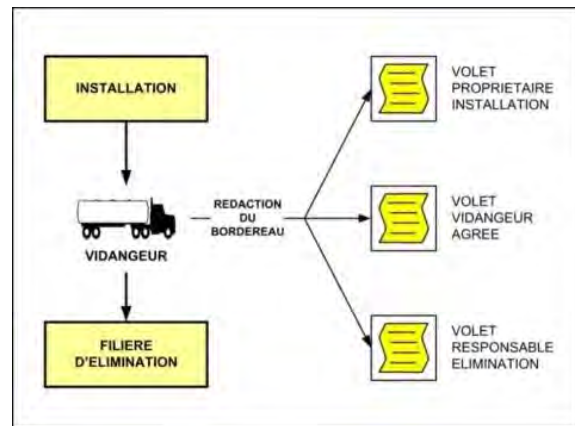 INSTALLATION
VIDANGEUR
FILIERE
D'ELIMINATION
REDACTION
DU
BORDEREAU
VOLET
PROPRIETAIRE
INSTALLATION
VOLET
VIDANGEUR
AGREE
VOLET
RESPONSABLE
ELIMINATION